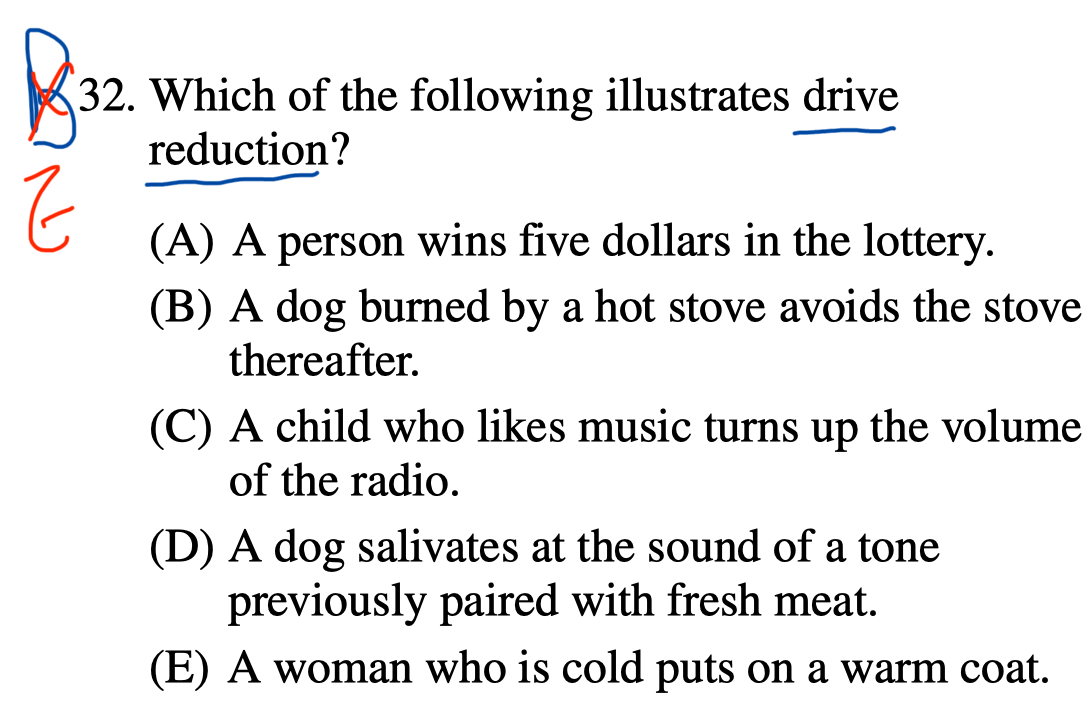 B
32. Which of the following illustrates drive
reduction?
E
(A) A person wins five dollars in the lottery.
(B) A dog burned by a hot stove avoids the stove
thereafter.
(C) A child who likes music turns up the volume
of the radio.
(D) A dog salivates at the sound of a tone
previously paired with fresh meat.
(E) A woman who is cold puts on a warm coat.